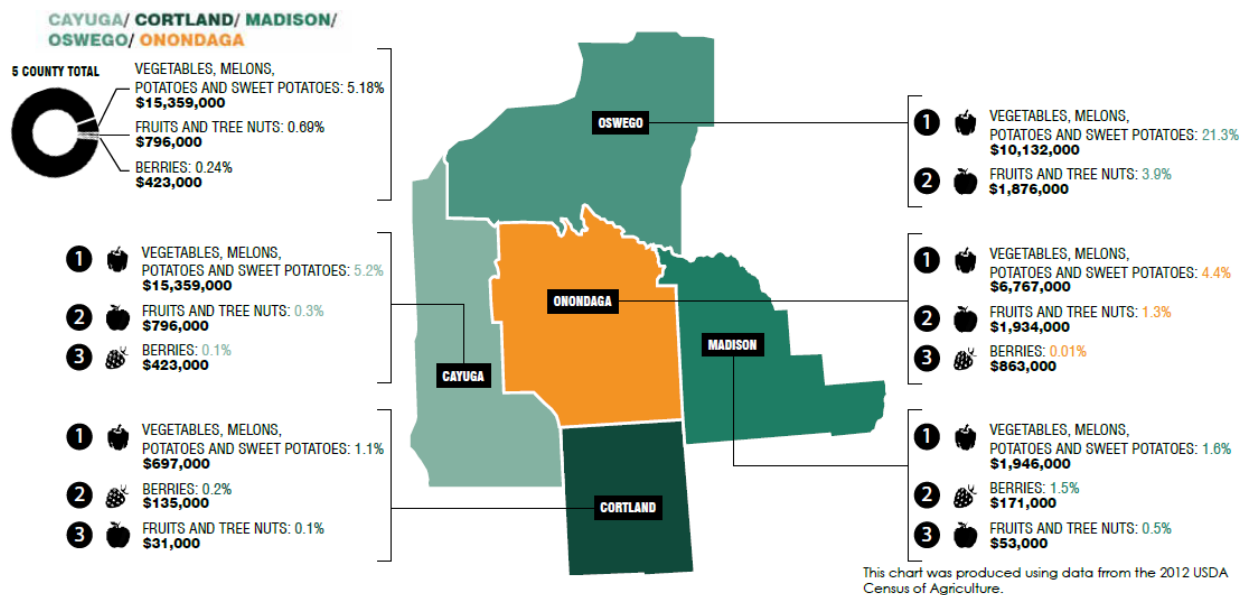 CAYUGA/ CORTLAND/ MADISON/
OSWEGO/ ONONDAGA
5 COUNTY TOTAL
VEGETABLES, MELONS,
POTATOES AND SWEET POTATOES: 5.18%
$15,359,000
FRUITS AND TREE NUTS: 0.69%
$796,000
BERRIES: 0.24%
$423,000
1
VEGETABLES, MELONS,
POTATOES AND SWEET POTATOES: 5.2%
$15,359,000
2
FRUITS AND TREE NUTS: 0.3%
$796,000
3
BERRIES: 0.1%
$423,000
1
VEGETABLES, MELONS,
POTATOES AND SWEET POTATOES: 1.1%
$697,000
2
BERRIES: 0.2%
$135,000
3
FRUITS AND TREE NUTS: 0.1%
$31,000
OSWEGO
ONONDAGA
MADISON
CAYUGA
CORTLAND
1
VEGETABLES, MELONS,
POTATOES AND SWEET POTATOES: 21.3%
$10,132,000
2
FRUITS AND TREE NUTS: 3.9%
$1,876,000
1
VEGETABLES, MELONS,
POTATOES AND SWEET POTATOES: 4.4%
$6,767,000
2
FRUITS AND TREE NUTS: 1.3%
$1,934,000
3
BERRIES: 0.01%
$863,000
1
VEGETABLES, MELONS,
POTATOES AND SWEET POTATOES: 1.6%
$1,946,000
2
BERRIES: 1.5%
$171,000
3
FRUITS AND TREE NUTS: 0.5%
$53,000
This chart was produced using data frrom the 2012 USDA
Census of Agriculture.